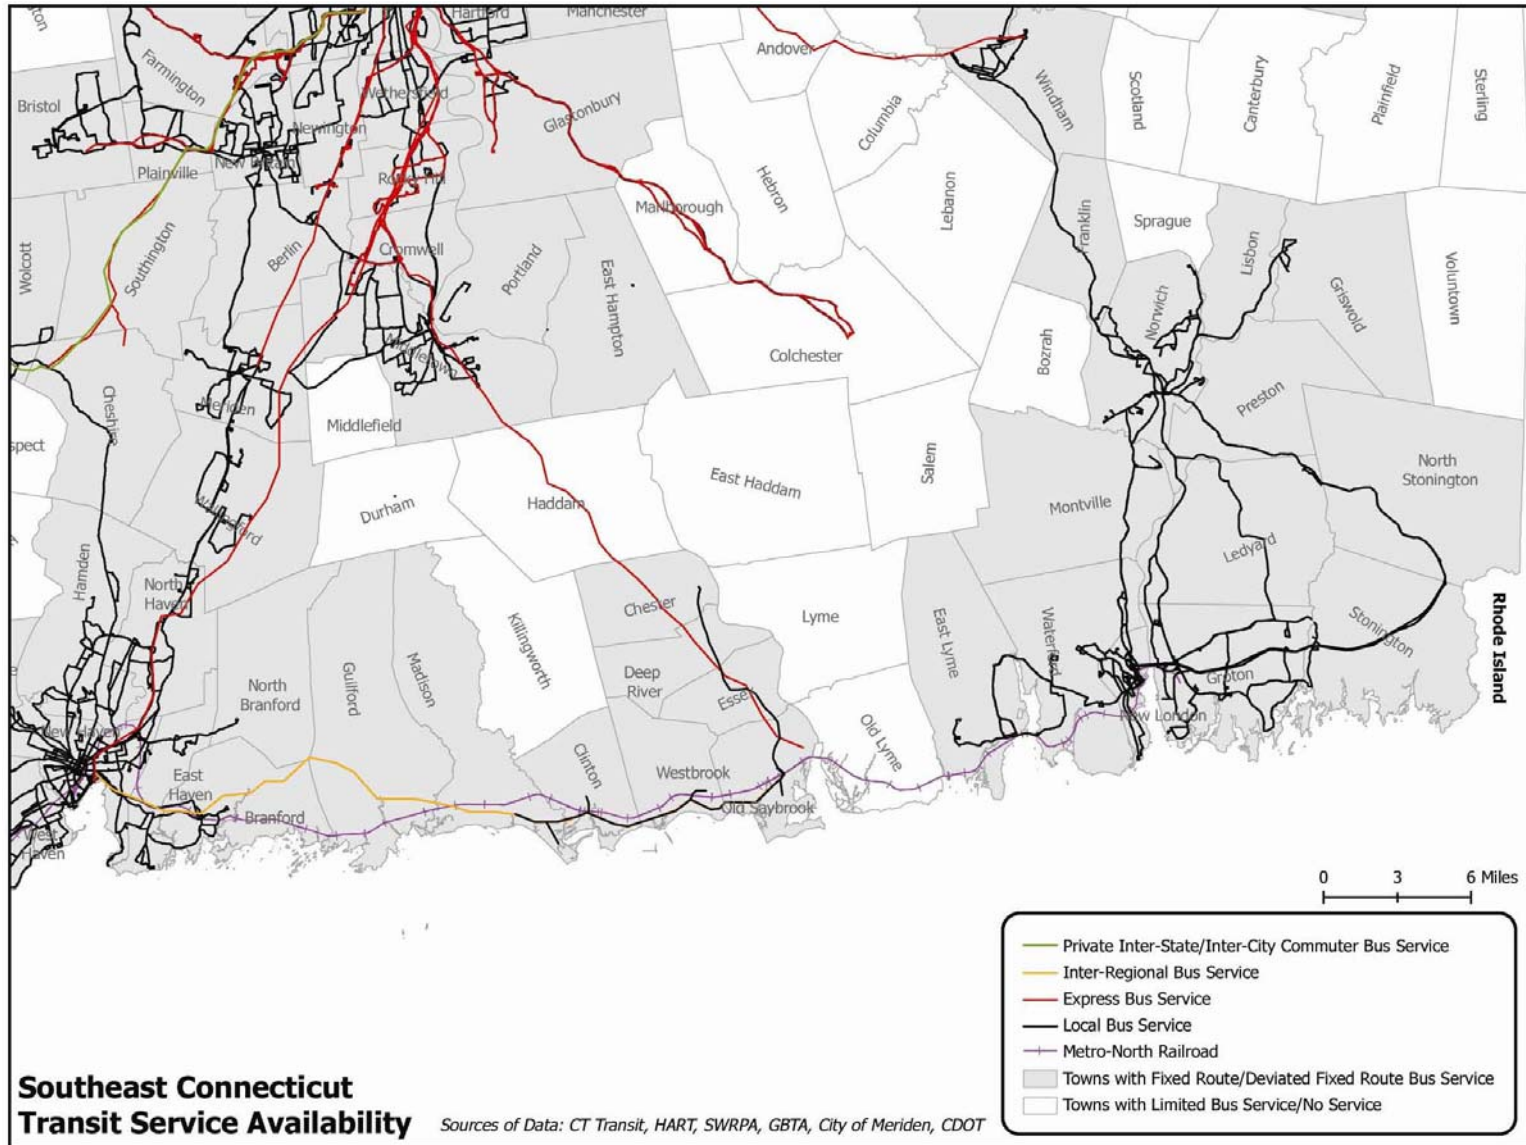 Hartford
Manchester
Andover
Farmington
Wethersfield
Columbia
Windham
Scotland
Canterbury
Plainfield
Sterling
Bristol
Newington
Glastonbury
Plainville
New Britain
Rocky Hill
Hebron
Marlborough
Lebanon
Franklin
Sprague
Lisbon
Wolcott
Southington
Berlin
Cromwell
Portland
East Hampton
Norwich
Griswold
Voluntown
Middletown
Colchester
Bozrah
Cheshire
Meriden
Middlefield
Preston
spect
East Haddam
Salem
North
Stonington
Wallingford
Durham
Haddam
Montville
Ledyard
Hamden
North
Haven
Chester
Killingworth
Lyme
East Lyme
Waterford
Stonington
Rhode Island
North
Branford
Guilford
Madison
Deep
River
Essex
Groton
New Haven
Old Lyme
New London
East
Haven
Clinton
Westbrook
Branford
Old Saybrook
West
Haven
0 3 6 Miles
Private Inter-State/Inter-City Commuter Bus Service
Inter-Regional Bus Service
Express Bus Service
Local Bus Service
Metro-North Railroad
Towns with Fixed Route/Deviated Fixed Route Bus Service
Towns with Limited Bus Service/No Service
Southeast Connecticut
Transit Service Availability
Sources of Data: CT Transit, HART, SWRPA, GBTA, City of Meriden, CDOT